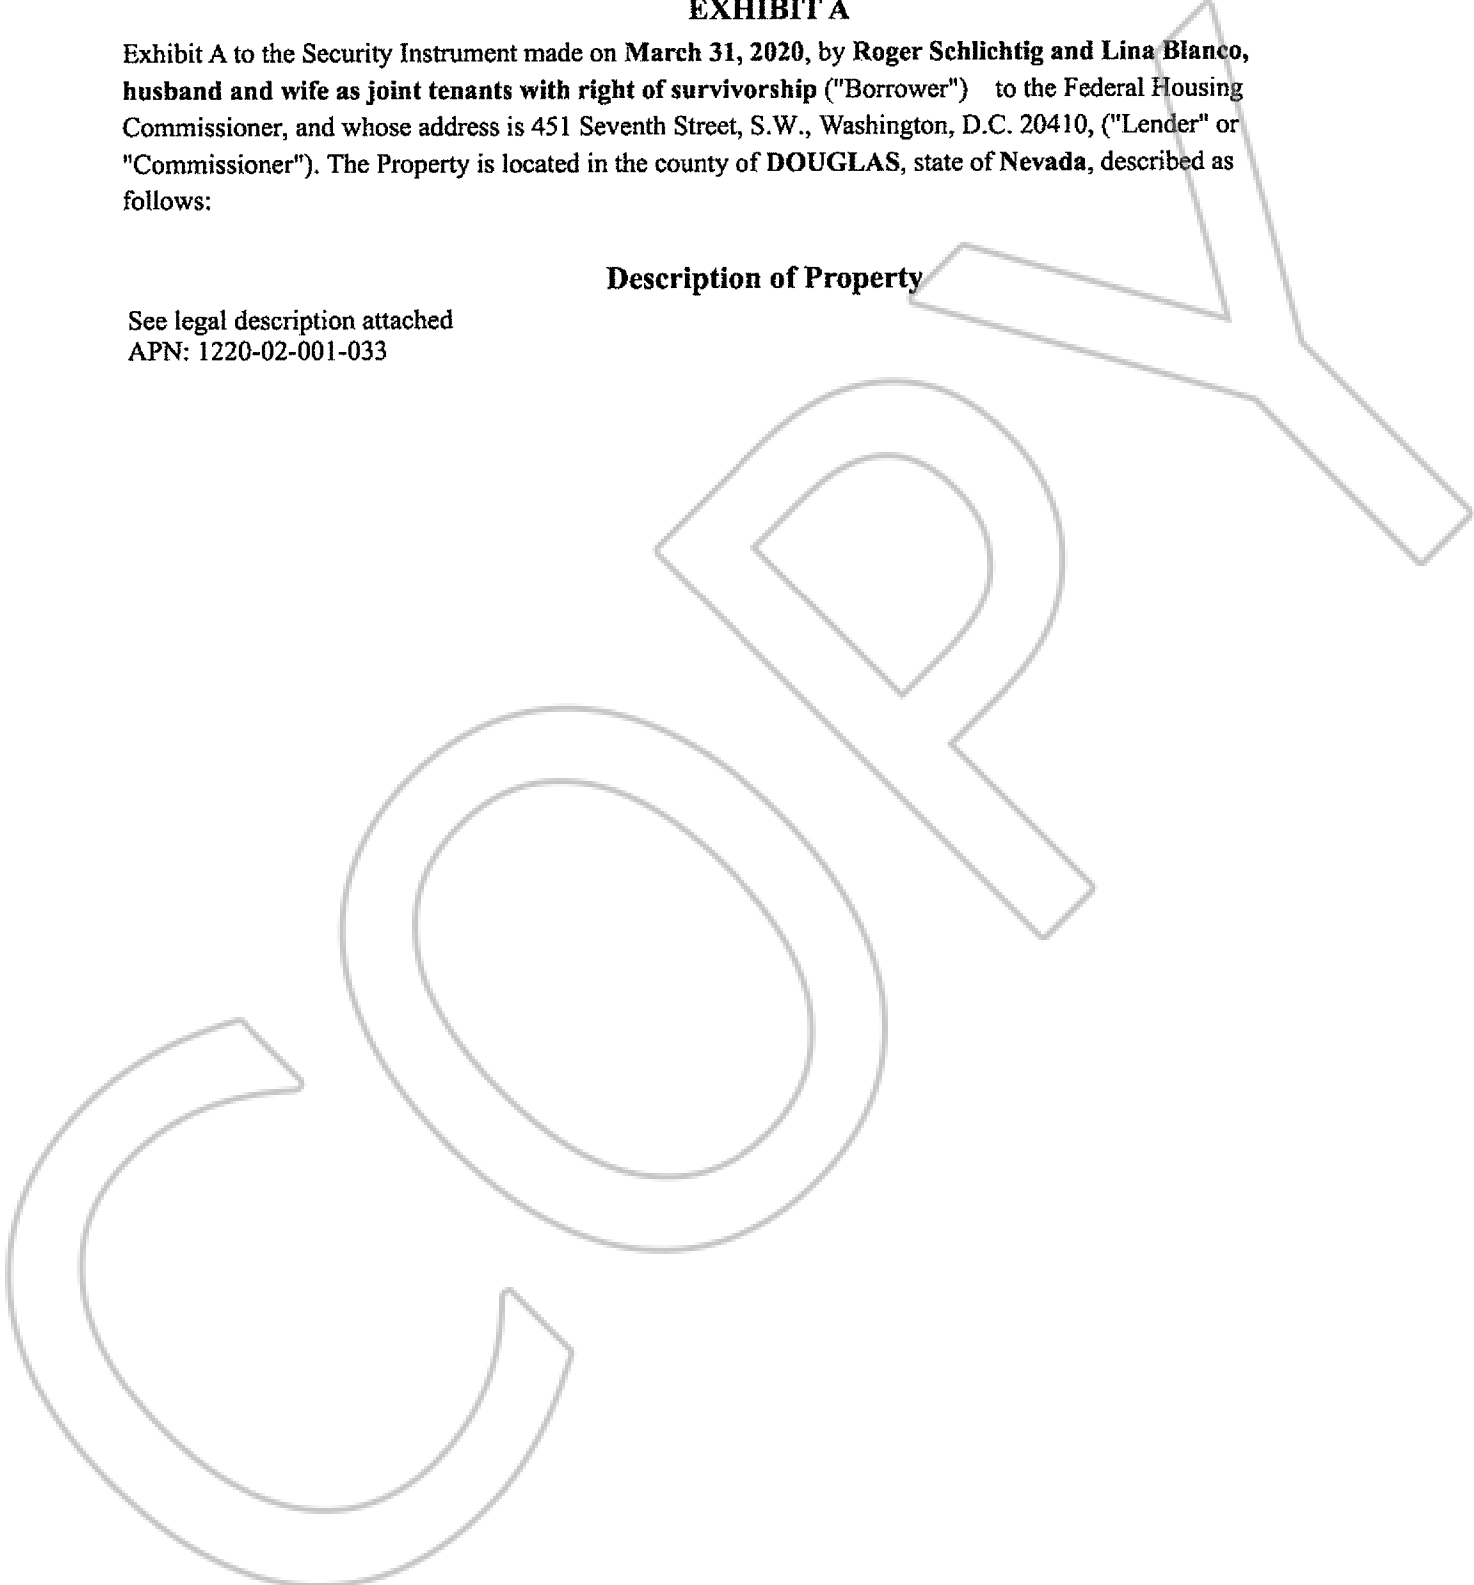 EXHIBIT A
Exhibit A to the Security Instrument made on March 31, 2020, by Roger Schlichtig and Lina Blanco,
husband and wife as joint tenants with right of survivorship ("Borrower") to the Federal Housing
Commissioner, and whose address is 451 Seventh Street, S.W., Washington, D.C. 20410, ("Lender" or
"Commissioner"). The Property is located in the county of DOUGLAS, state of Nevada, described as
follows:
Description of Property
See legal description attached
APN: 1220-02-001-033
COPY